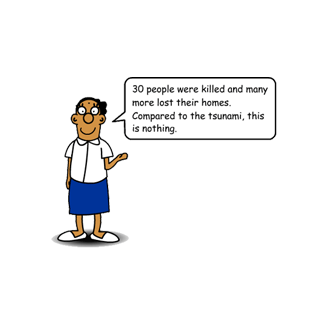 30 people were killed and many
more lost their homes.
Compared to the tsunami, this
is nothing.